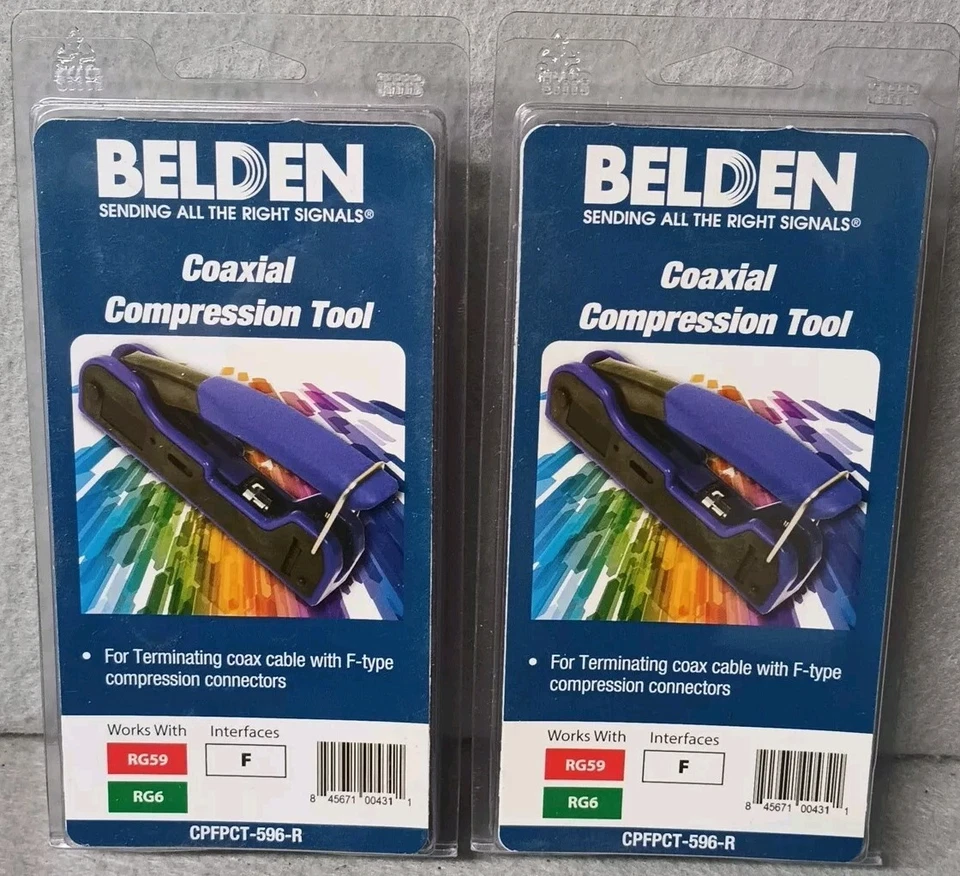 BELDEN
SENDING ALL THE RIGHT SIGNALS®
Coaxial
Compression Tool
• For Terminating coax cable with F-type
compression connectors
Works With Interfaces
RG59 F
RG6
8 45671 00431 1
CPFPCT-596-R
BELDEN
SENDING ALL THE RIGHT SIGNALS®
Coaxial
Compression Tool
• For Terminating coax cable with F-type
compression connectors
Works With Interfaces
RG59 F
RG6
8 45671 00431 1
CPFPCT-596-R